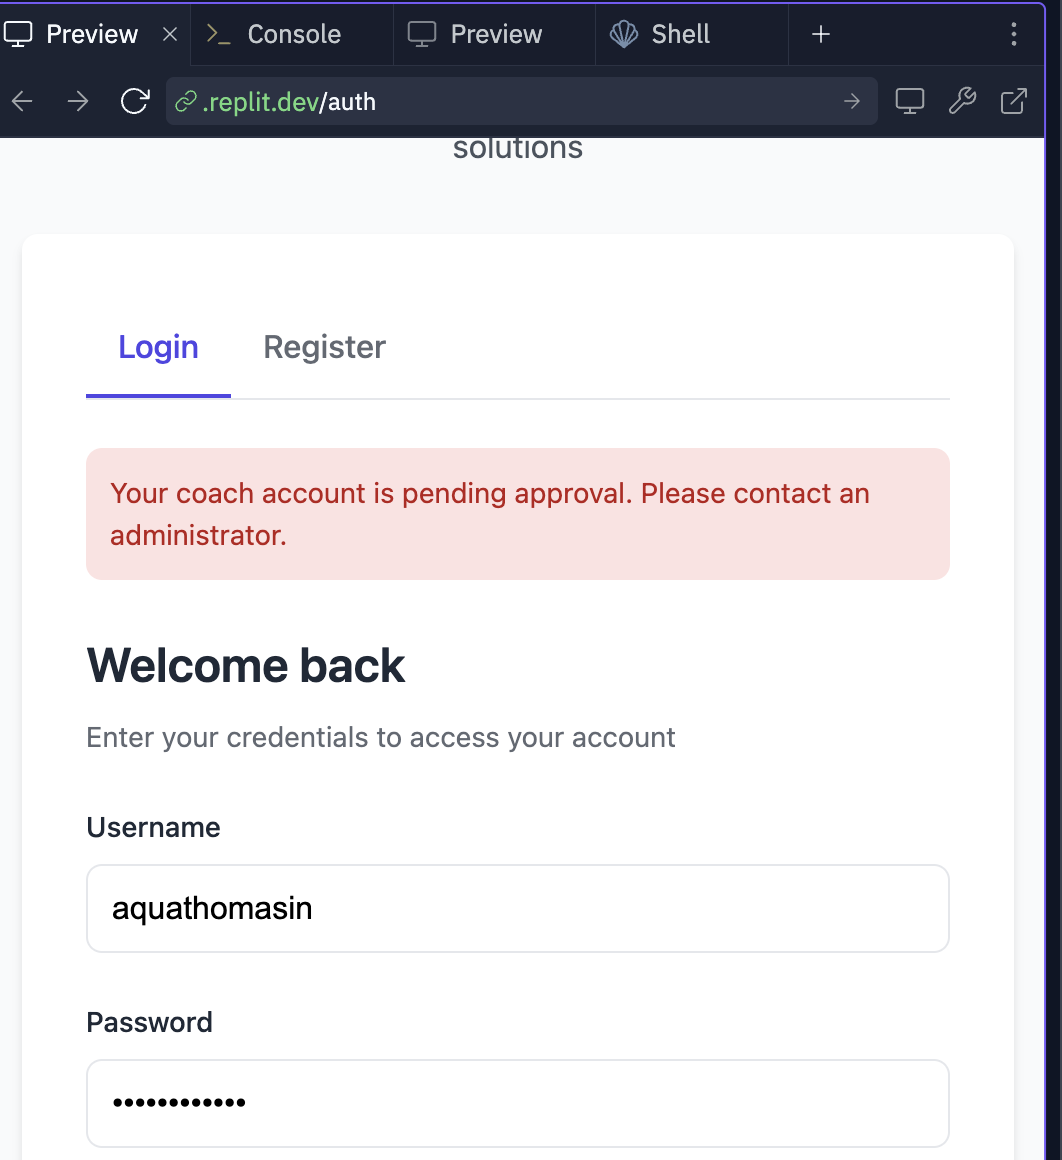 Preview
Console
Preview
Shell
.replit.dev/auth
solutions
Login
Register
Your coach account is pending approval. Please contact an
administrator.
Welcome back
Enter your credentials to access your account
Username
aquathomasin
Password
••••••••••••